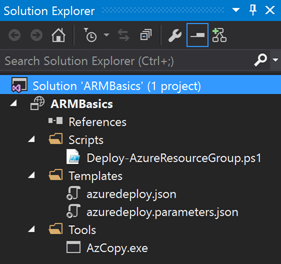 Solution Explorer
Search Solution Explorer (Ctrl+;)
Solution 'ARMBasics' (1 project)
ARMBasics
References
Scripts
Deploy-AzureResourceGroup.ps1
Templates
azuredeploy.json
azuredeploy.parameters.json
Tools
AzCopy.exe